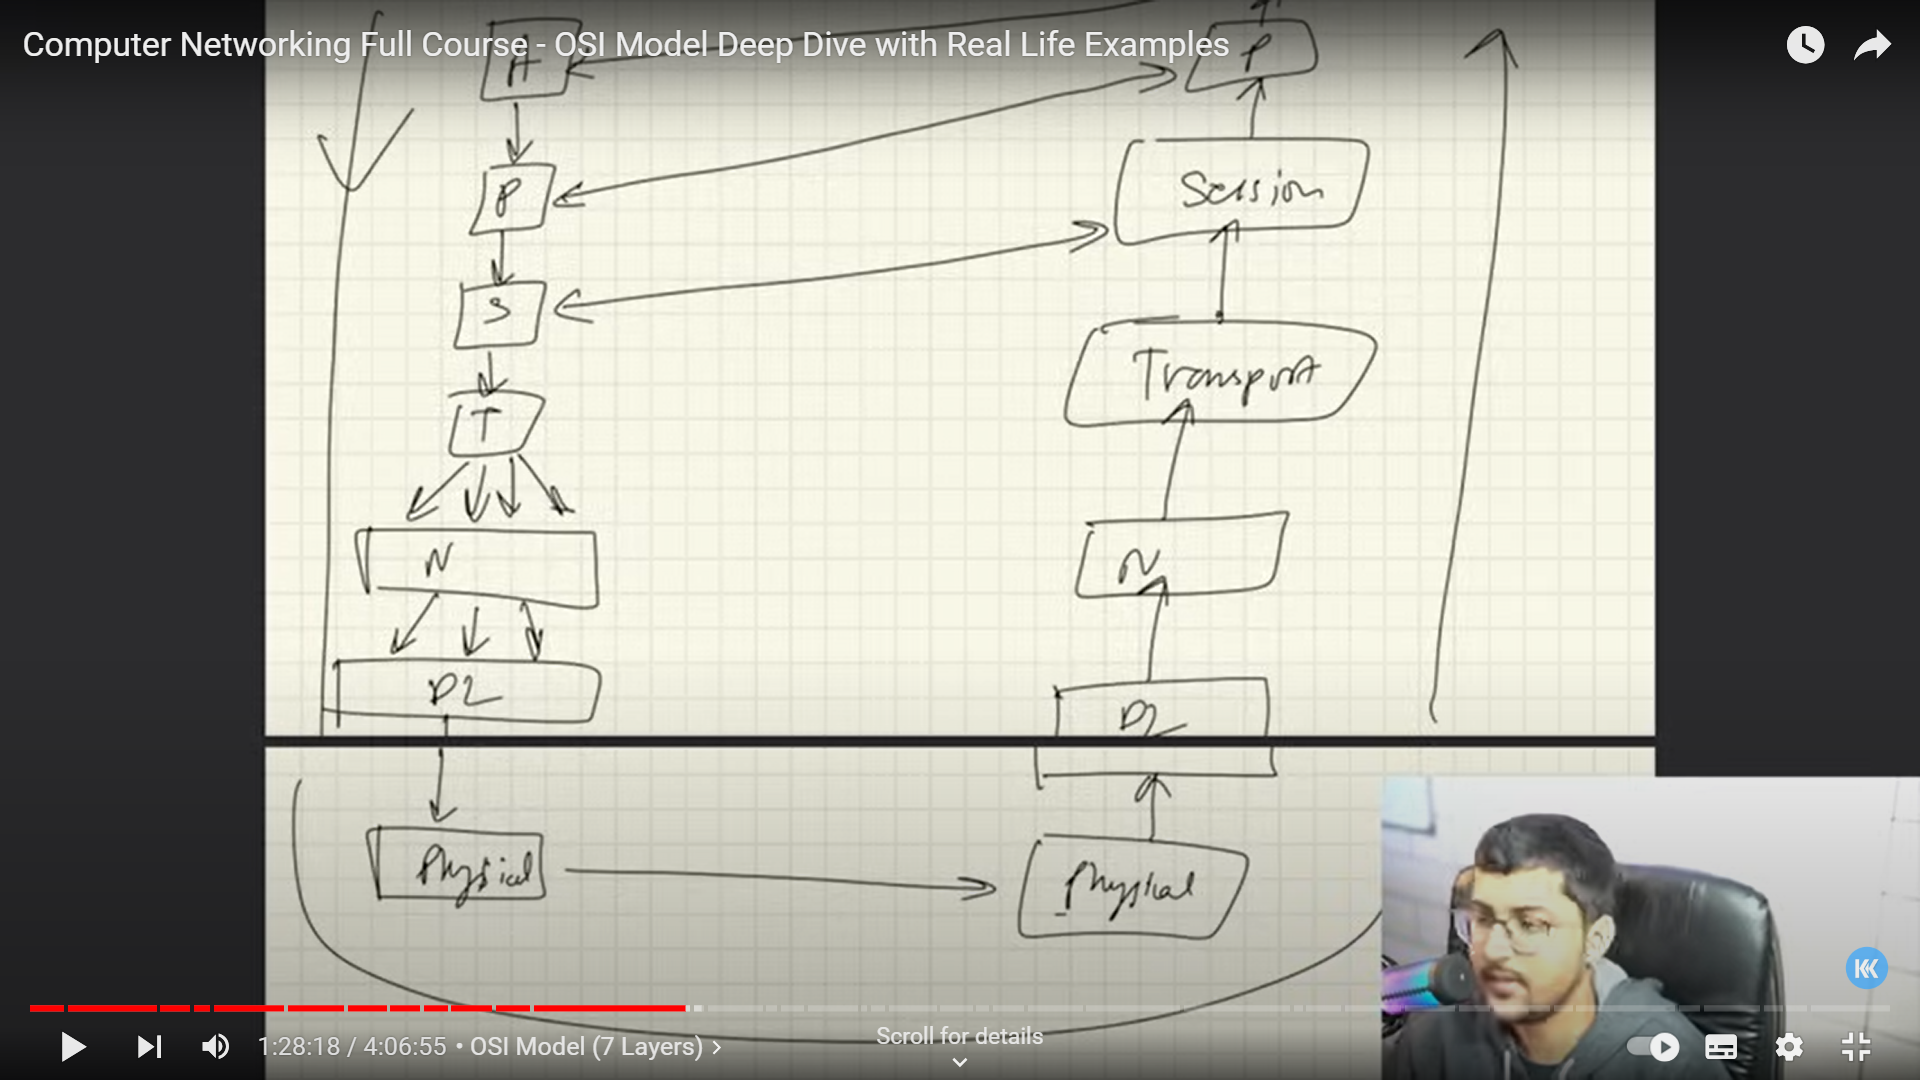 Computer Networking Full Course - OSI Model Deep Dive with Real Life Examples
A
P
P
Session
S
Transport
T
N
N
DL
DL
Physical
Physical
1:28:18 / 4:06:55 • OSI Model (7 Layers)
Scroll for details